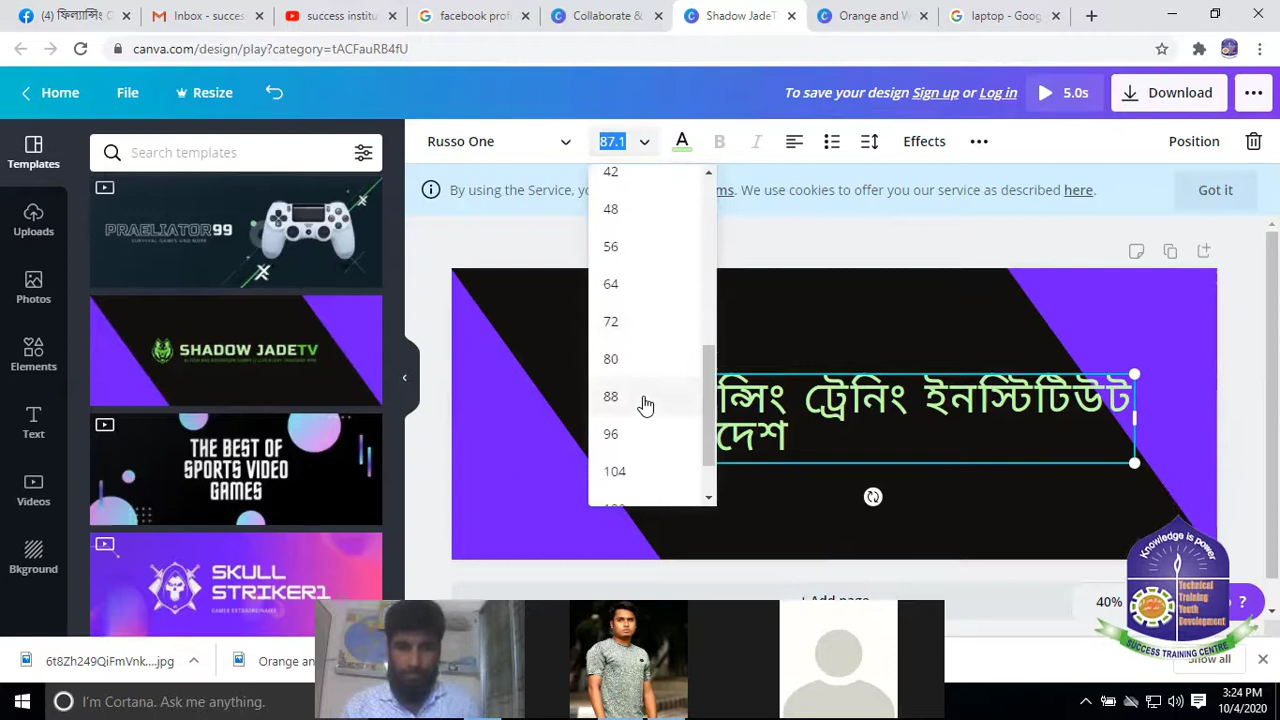 (4) ফ্রিল্যান্সিং
Inbox - success
success institu
facebook profi
Collaborate &
Shadow JadeT
Orange and W
laptop - Goog
canva.com/design/play?category=tACFauRB4fU
Home
File
Resize
To save your design Sign up or Log in
5.0s
Download
Templates
Uploads
Photos
Elements
Text
Videos
Bkground
Search templates
PRAELIATOR99
SHADOW JADETV
THE BEST OF
SPORTS VIDEO
GAMES
SKULL
STRIKER1
Russo One
87.1
A
B
I
Effects
Position
By using the Service, yo
ms. We use cookies to offer you our service as described here.
Got it
42
48
56
64
72
80
88
96
104
ন্সিং ট্রেনিং ইনস্টিটিউট
দেশ
+ Add page
40%
?
Knowledge is power
Technical
Training
Youth
Development
SUCCESS TRAINING CENTRE
6t8Zh249QiFmVnk....jpg
Orange an
Show all
I'm Cortana. Ask me anything.
3:24 PM
10/4/2020